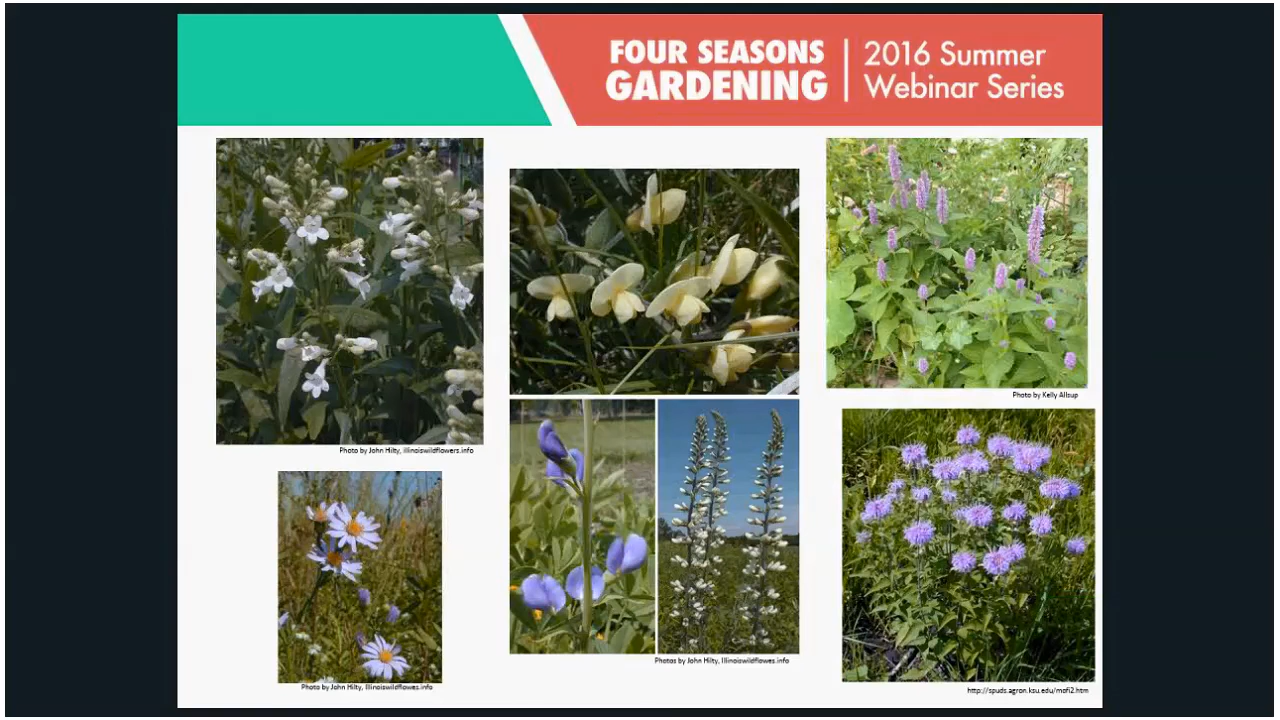 FOUR SEASONS
GARDENING
2016 Summer
Webinar Series
Photo by Kelly Allsup
Photo by John Hilty, illinoiswildflowers.info
Photos by John Hilty, Illinoiswildflowes.info
Photo by John Hilty, Illinoiswildflowes.info
http://spuds.agron.ksu.edu/mofi2.htm